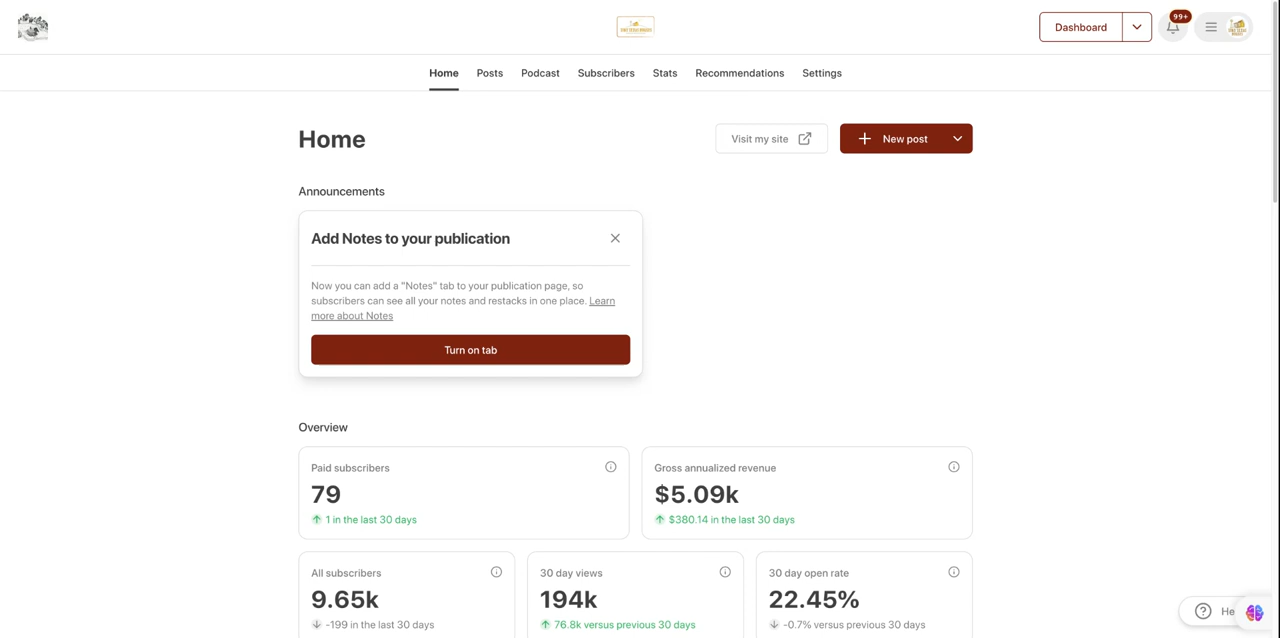 Dashboard
99+
Home
Posts
Podcast
Subscribers
Stats
Recommendations
Settings
Home
Visit my site
New post
Announcements
Add Notes to your publication
Now you can add a "Notes" tab to your publication page, so
subscribers can see all your notes and restacks in one place. Learn
more about Notes
Turn on tab
Overview
Paid subscribers
79
1 in the last 30 days
Gross annualized revenue
$5.09k
$380.14 in the last 30 days
All subscribers
9.65k
-199 in the last 30 days
30 day views
194k
76.8k versus previous 30 days
30 day open rate
22.45%
-0.7% versus previous 30 days
He